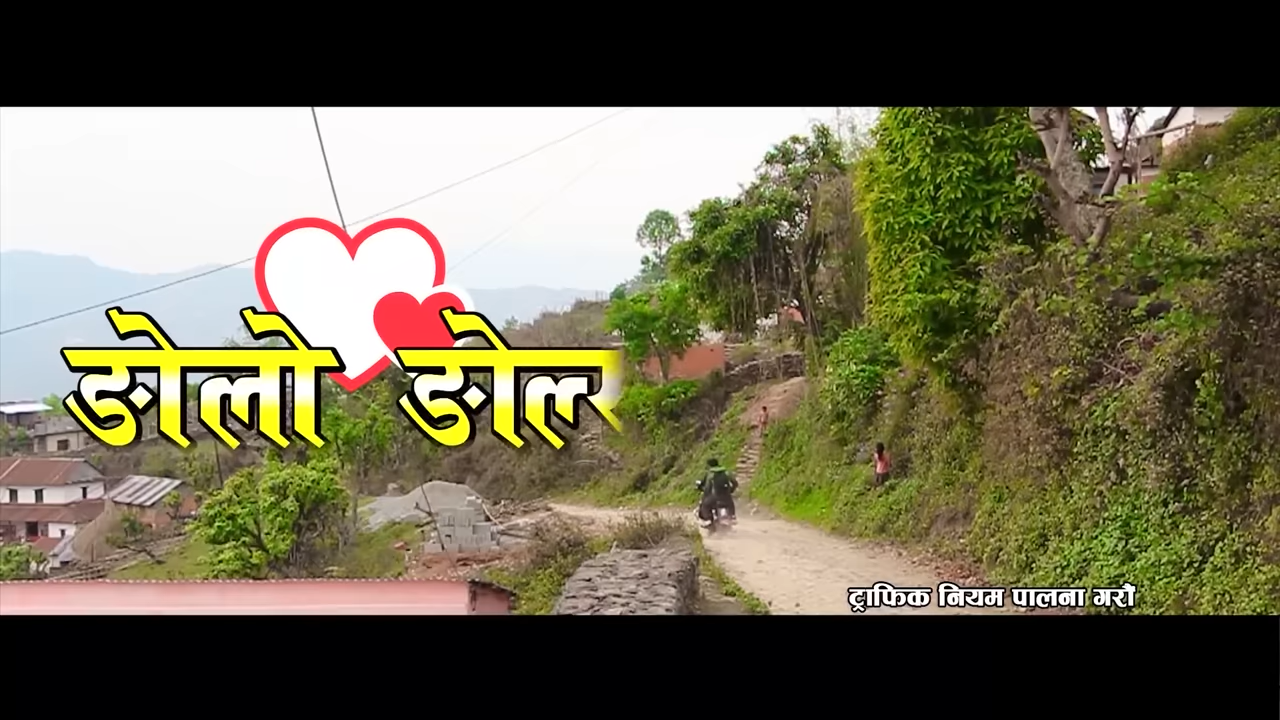 ङोलो ङोल
ट्राफिक नियम पालना गरौं